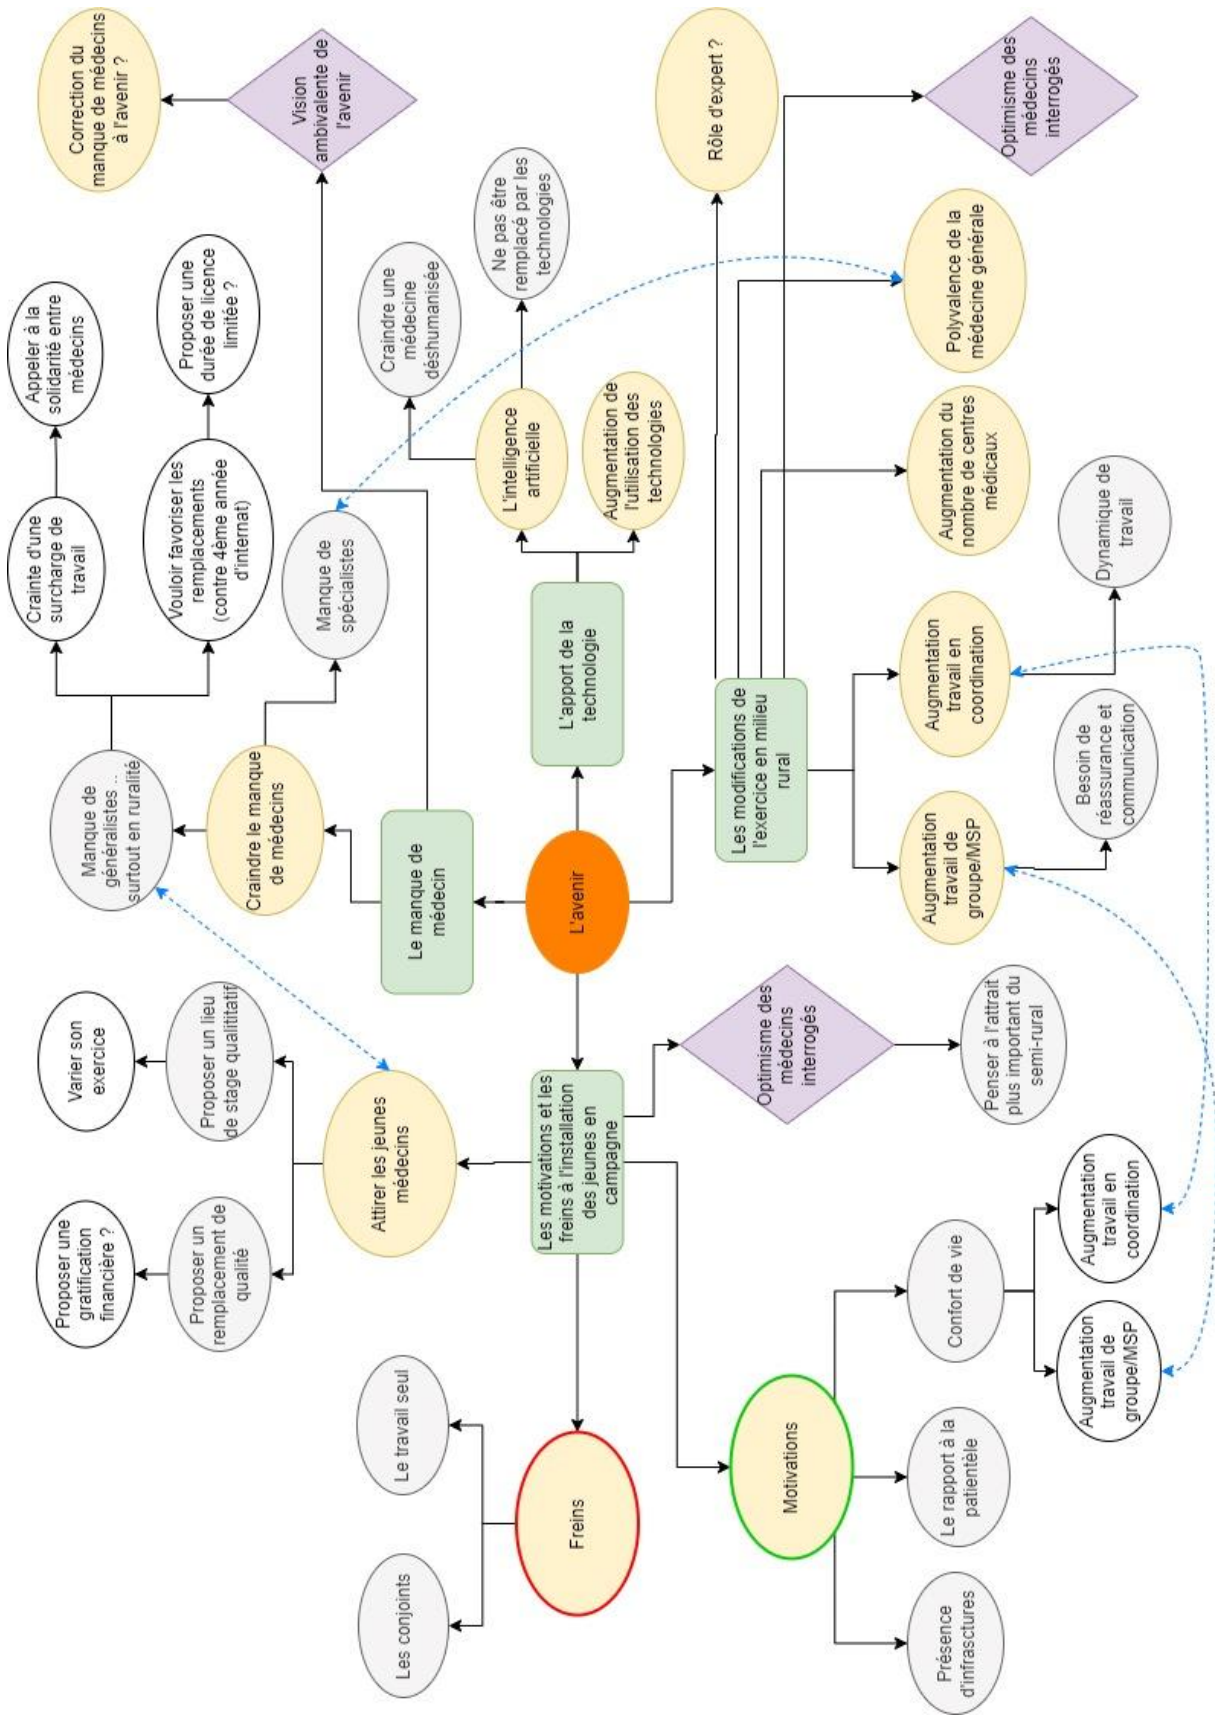 Proposer une
gratification
financière ?
Varier son
exercice
Crainte d'une
surcharge de
travail
Appeler à la
solidarité entre
médecins
Correction du
manque de médecins
à l'avenir ?
Proposer un
remplacement de
qualité
Proposer un lieu
de stage qualititatif
Manque de
généralistes ..
surtout en ruralité
Vouloir favoriser les
remplacements
(contre 4ème année
d'internat)
Proposer une
durée de licence
limitée ?
Vision
ambivalente de
l'avenir
Attirer les jeunes
médecins
Craindre le manque
de médecins
Manque de
spécialistes
Les conjoints
Le travail seul
Le manque de
médecin
Craindre une
médecine
déshumanisée
L'intelligence
artificielle
Ne pas être
remplacé par les
technologies
Freins
Les motivations et les
freins à l'installation
des jeunes en
campagne
L'avenir
L'apport de la
technologie
Augmentation de
l'utilisation des
technologies
Rôle d'expert ?
Motivations
Optimisme des
médecins
interrogés
Les modifications de
l'exercice en milieu
rural
Présence
d'infrasctures
Le rapport à la
patientèle
Confort de vie
Penser à l'attrait
plus important du
semi-rural
Augmentation
travail de
groupe/MSP
Augmentation
travail en
coordination
Augmentation du
nombre de centres
médicaux
Polyvalence de la
médecine générale
Optimisme des
médecins
interrogés
Augmentation
travail de
groupe/MSP
Augmentation
travail en
coordination
Besoin de
réassurance et
communication
Dynamique de
travail